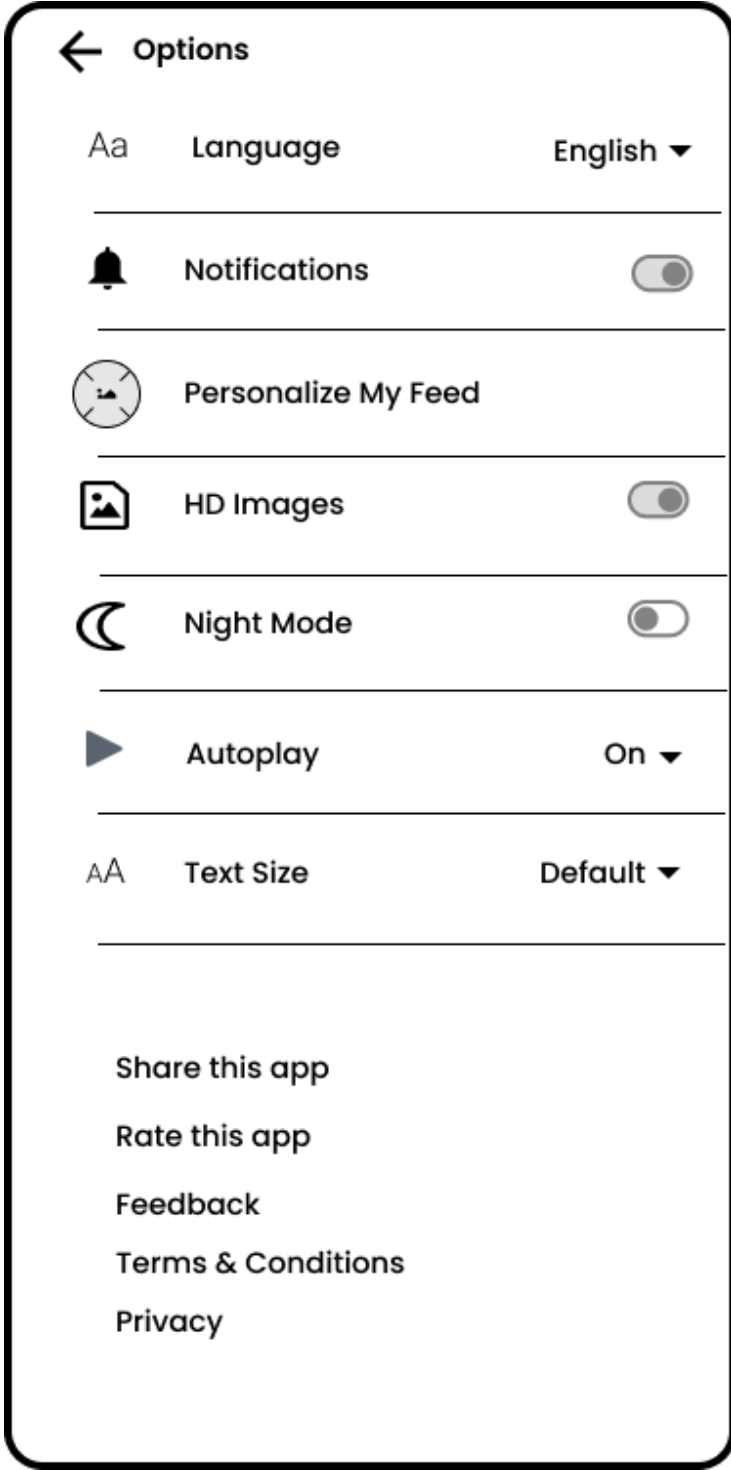 Options
Aa Language English
Notifications
Personalize My Feed
HD Images
Night Mode
Autoplay On
AA Text Size Default
Share this app
Rate this app
Feedback
Terms & Conditions
Privacy